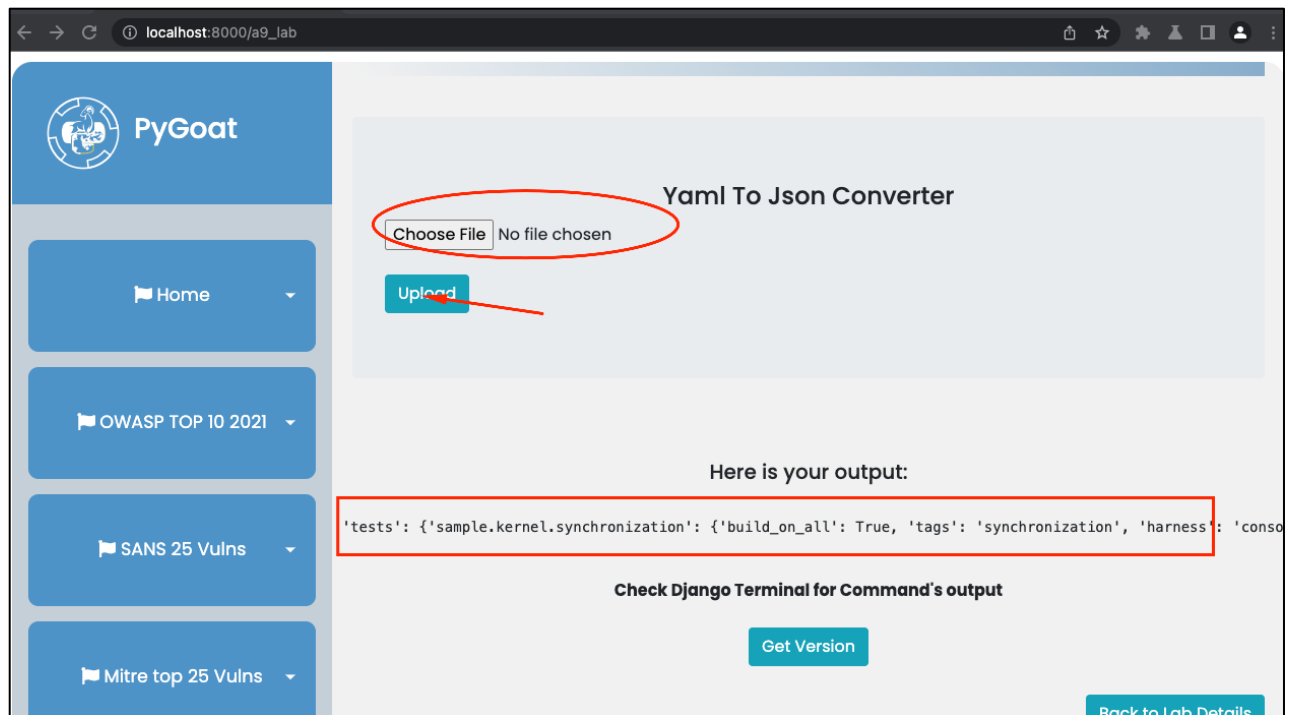 localhost:8000/a9_lab
PyGoat
Home
OWASP TOP 10 2021
SANS 25 Vulns
Mitre top 25 Vulns
Yaml To Json Converter
Choose File No file chosen
Upload
Here is your output:
'tests': {'sample.kernel.synchronization': {'build_on_all': True, 'tags': 'synchronization', 'harness': 'conso
Check Django Terminal for Command's output
Get Version
Back to Lab Details